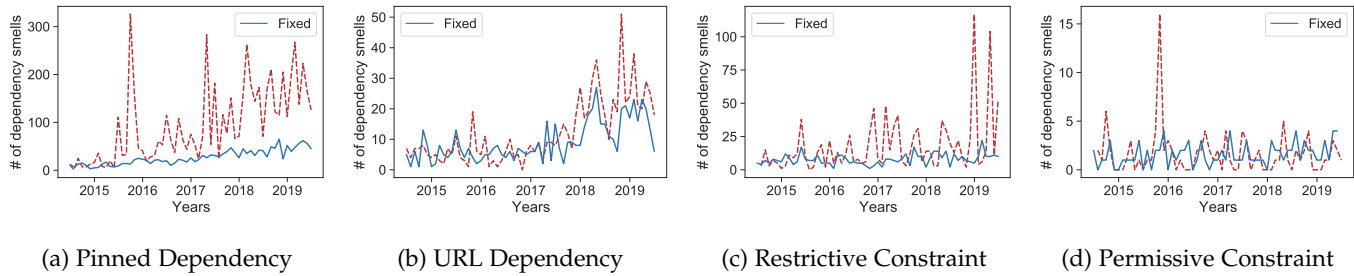 # of dependency smells
300
200
100
0
Fixed
2015 2016 2017 2018 2019
Years
(a) Pinned Dependency
# of dependency smells
50
40
30
20
10
0
Fixed
2015 2016 2017 2018 2019
Years
(b) URL Dependency
# of dependency smells
100
75
50
25
0
Fixed
2015 2016 2017 2018 2019
Years
(c) Restrictive Constraint
# of dependency smells
15
10
5
0
Fixed
2015 2016 2017 2018 2019
Years
(d) Permissive Constraint